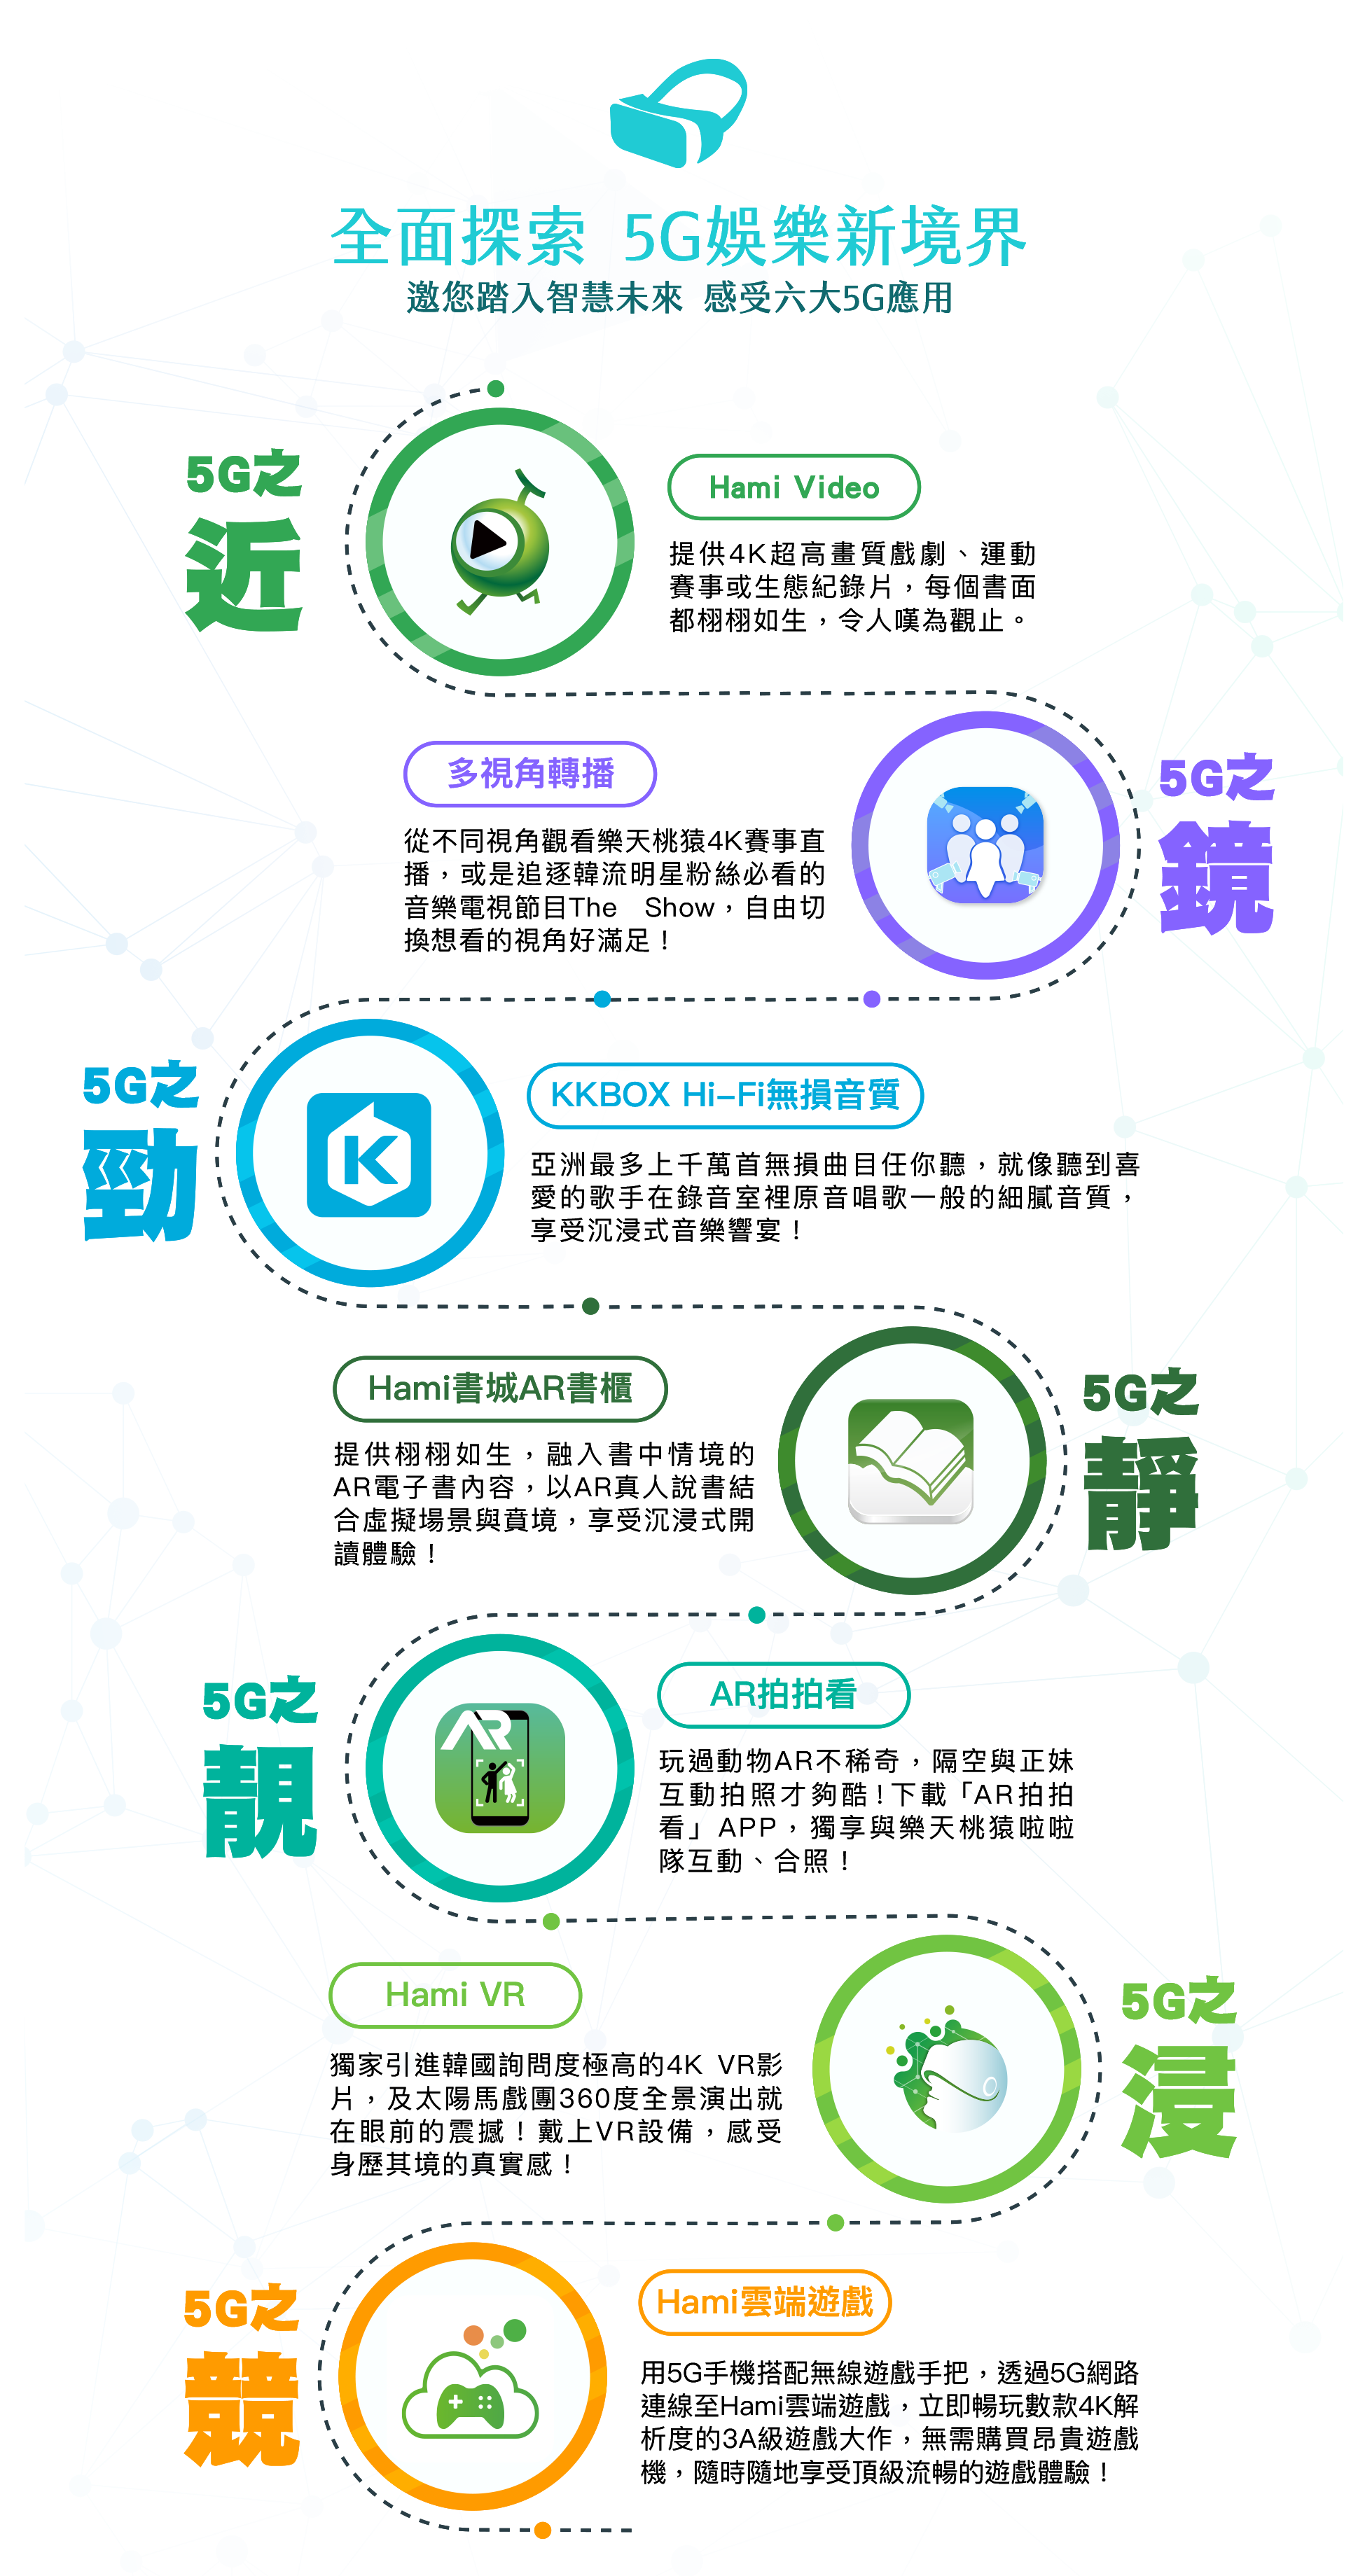 全面探索 5G娛樂新境界
邀您踏入智慧未來 感受六大5G應用
5G之
近
Hami Video
提供4K超高畫質戲劇、運動
賽事或生態紀錄片，每個書面
都栩栩如生，令人嘆為觀止。
多視角轉播
從不同視角觀看樂天桃猿4K賽事直
播，或是追逐韓流明星粉絲必看的
音樂電視節目The Show，自由切
換想看的視角好滿足！
5G之
鏡
5G之
勁
K
KKBOX Hi-Fi無損音質
亞洲最多上千萬首無損曲目任你聽，就像聽到喜
愛的歌手在錄音室裡原音唱歌一般的細膩音質，
享受沉浸式音樂響宴！
Hami書城AR書櫃
提供栩栩如生，融入書中情境的
AR電子書內容，以AR真人說書結
合虛擬場景與蕡境，享受沉浸式開
讀體驗！
5G之
靜
5G之
靚
AR
AR拍拍看
玩過動物AR不稀奇，隔空與正妹
互動拍照才夠酷!下載「AR拍拍
看」APP，獨享與樂天桃猿啦啦
隊互動、合照！
Hami VR
獨家引進韓國詢問度極高的4K VR影
片，及太陽馬戲團360度全景演出就
在眼前的震撼！戴上VR設備，感受
身歷其境的真實感！
5G之
浸
5G之
競
Hami雲端遊戲
用5G手機搭配無線遊戲手把，透過5G網路
連線至Hami雲端遊戲，立即暢玩數款4K解
析度的3A級遊戲大作，無需購買昂貴遊戲
機，隨時隨地享受頂級流暢的遊戲體驗！